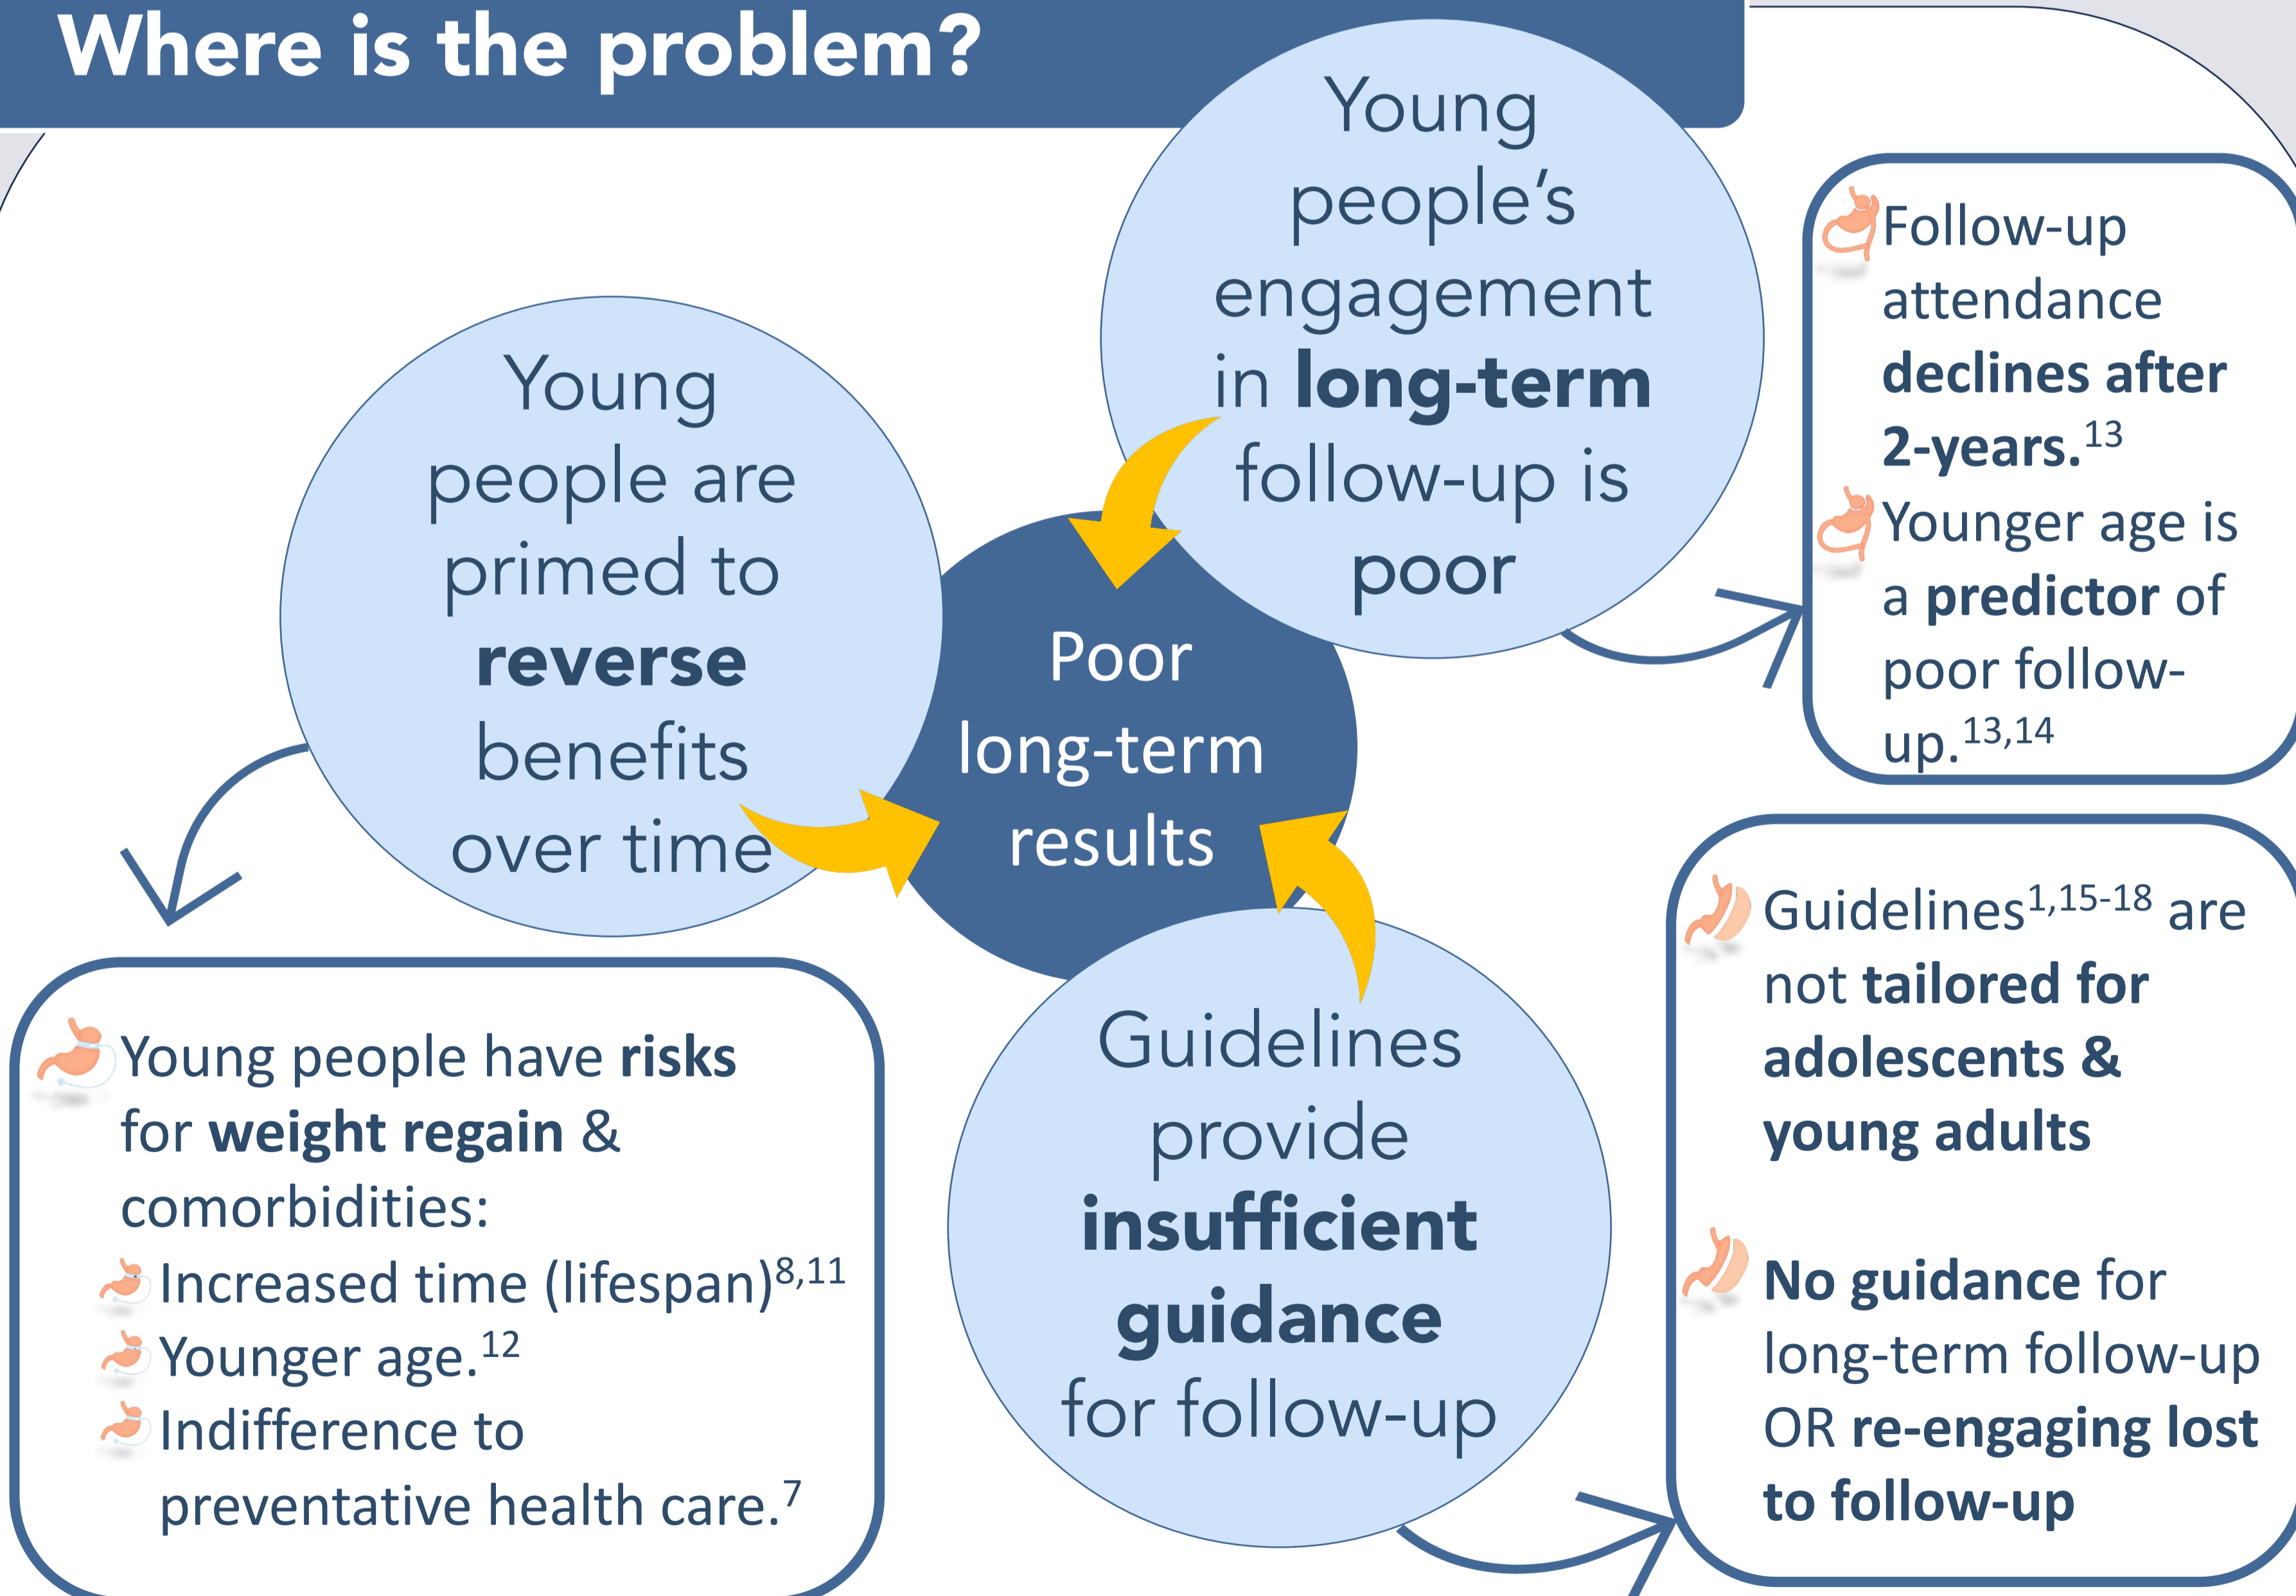 Where is the problem?
Young
people's
engagement
in long-term
follow-up is
poor
Follow-up
attendance
declines after
2-years.13
Younger age is
a predictor of
poor follow-
up.13,14
Young
people are
primed to
reverse
benefits
over time
Poor
long-term
results
Young people have risks
for weight regain &
comorbidities:
Increased time (lifespan)8,11
Younger age.12
Indifference to
preventative health care.7
Guidelines
provide
insufficient
guidance
for follow-up
Guidelines1,15-18 are
not tailored for
adolescents &
young adults
No guidance for
long-term follow-up
OR re-engaging lost
to follow-up